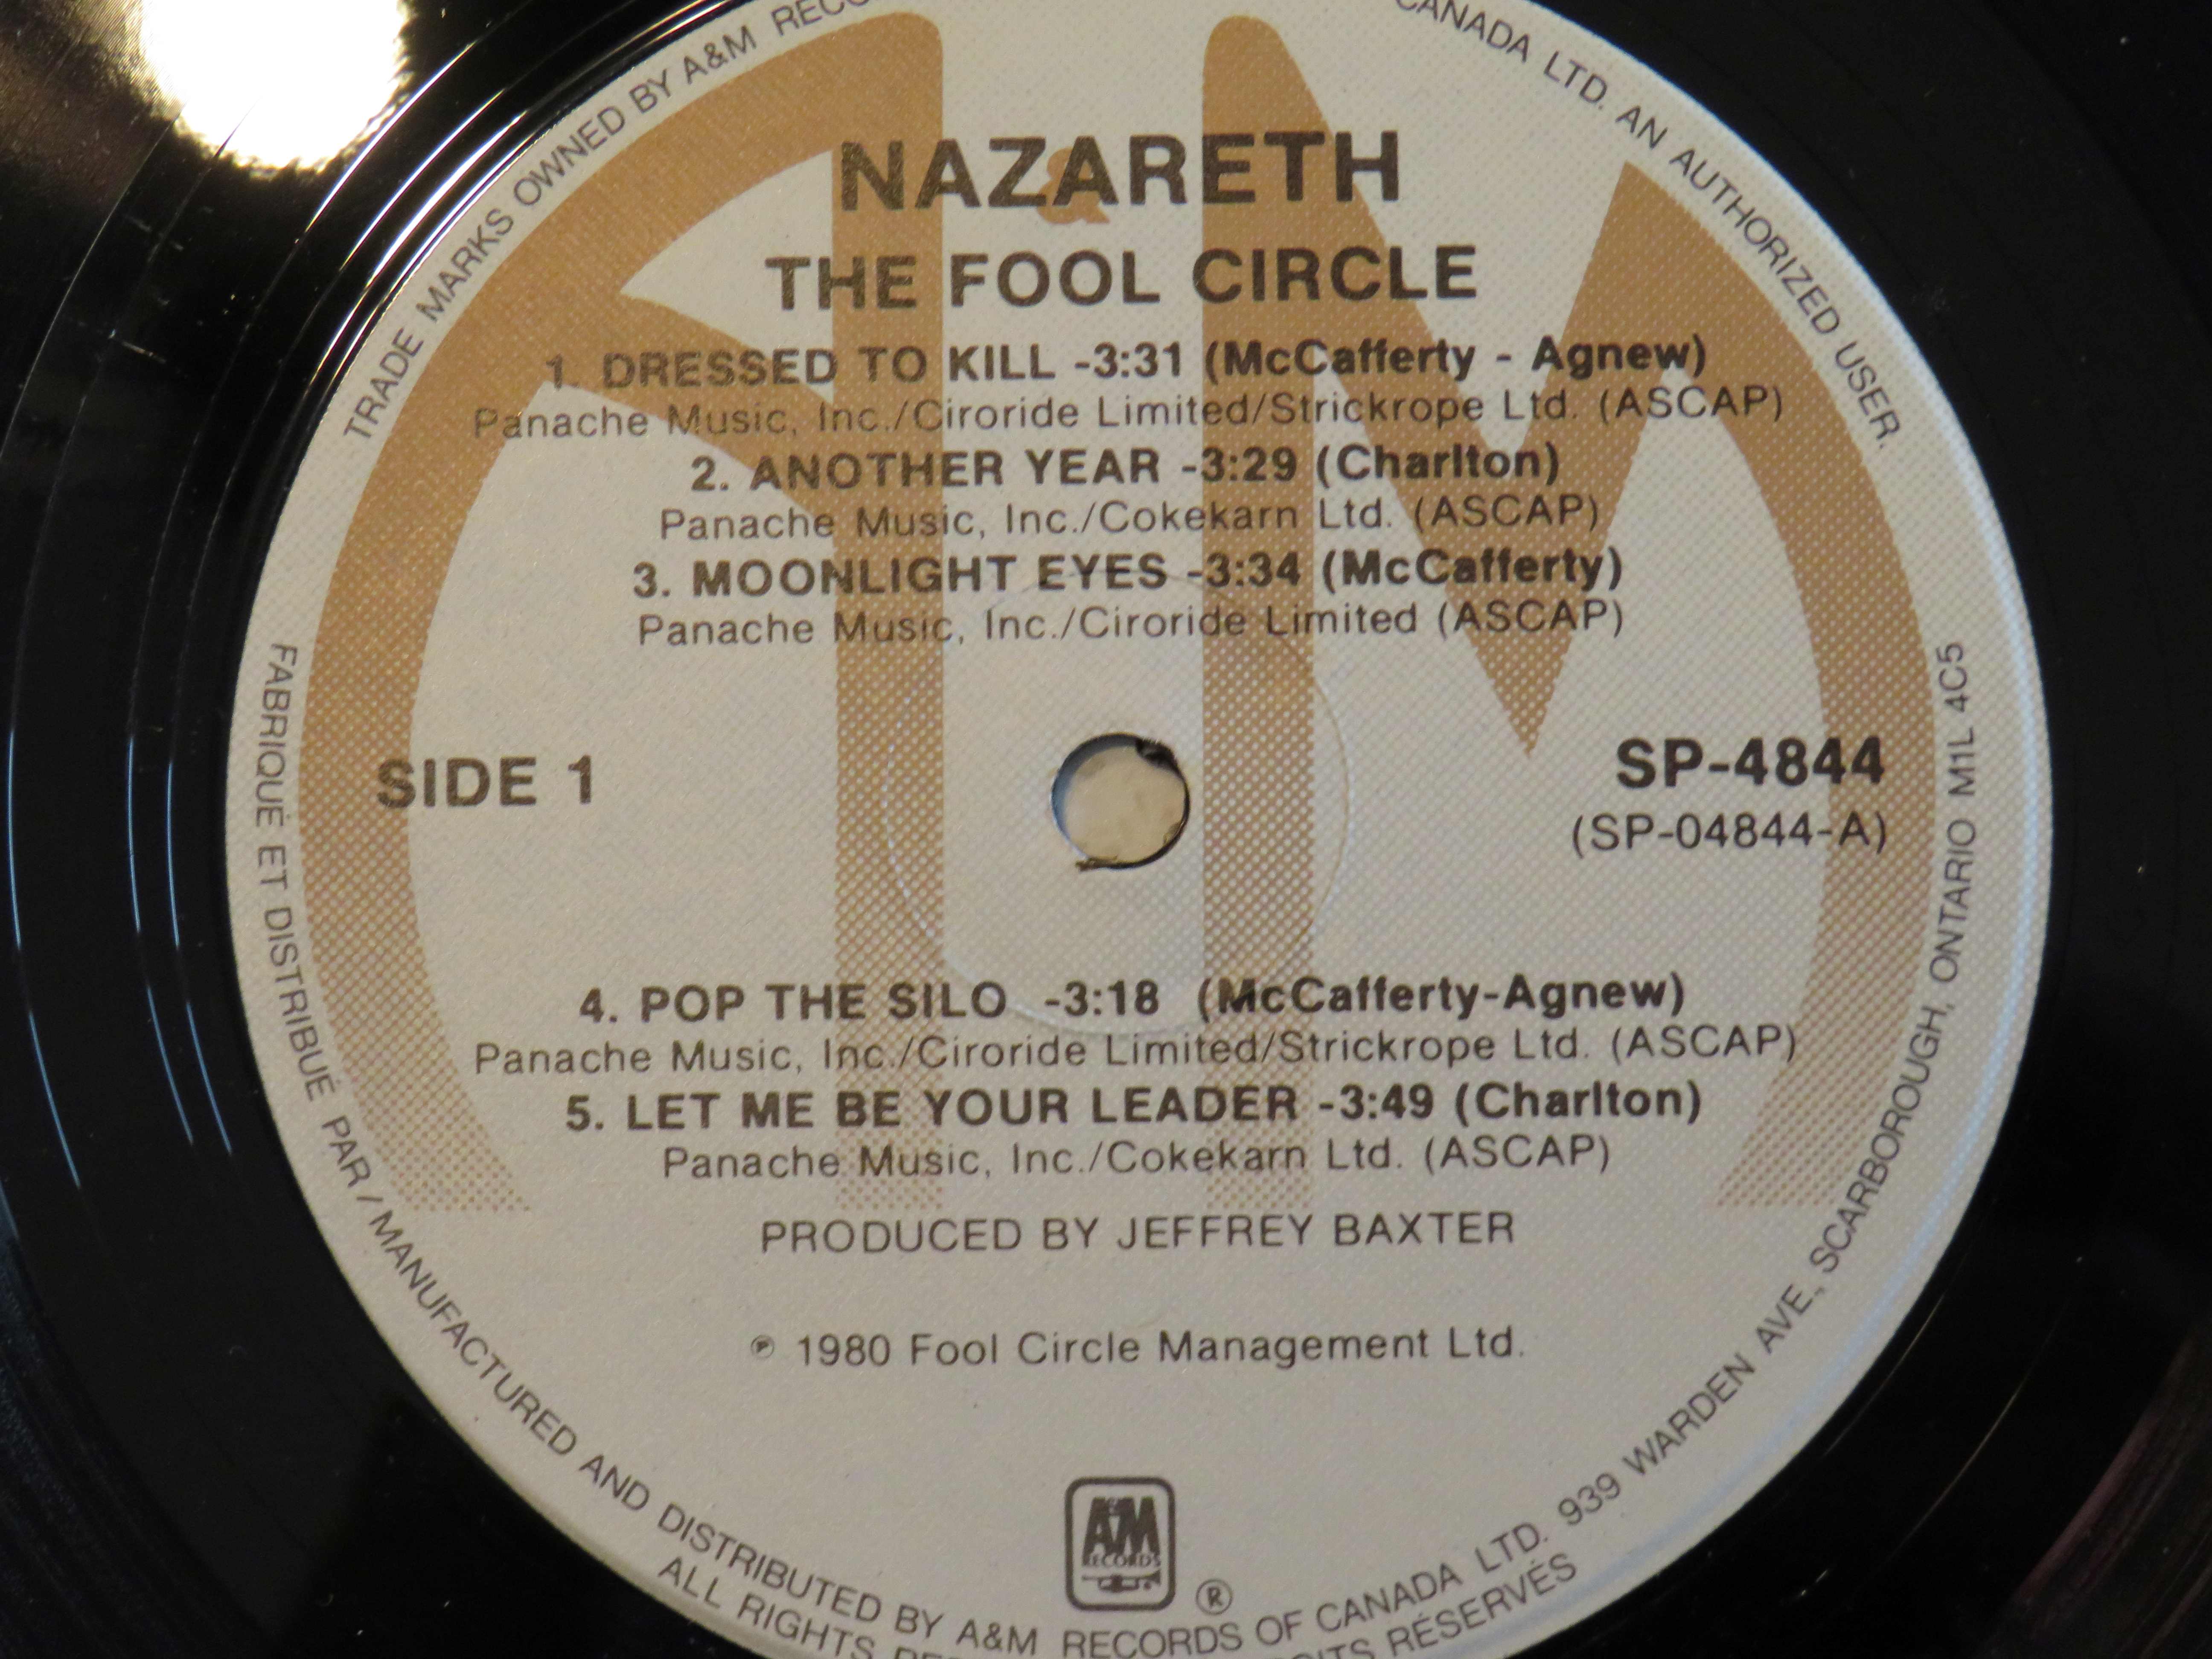 TRADE MARKS OWNED BY A&M
CANADA LTD. AN AUTHORIZED USER.
&
NAZARETH
THE FOOL CIRCLE
1. DRESSED TO KILL -3:31 (McCafferty - Agnew)
Panache Music, Inc./Ciroride Limited/Strickrope Ltd. (ASCAP)
2. ANOTHER YEAR -3:29 (Charlton)
Panache Music, Inc./Cokekarn Ltd. (ASCAP)
3. MOONLIGHT EYES -3:34 (McCafferty)
Panache Music, Inc./Ciroride Limited (ASCAP)
SIDE 1
SP-4844
(SP-04844-A)
4. POP THE SILO -3:18 (McCafferty-Agnew)
Panache Music, Inc./Ciroride Limited/Strickrope Ltd. (ASCAP)
5. LET ME BE YOUR LEADER -3:49 (Charlton)
Panache Music, Inc./Cokekarn Ltd. (ASCAP)
PRODUCED BY JEFFREY BAXTER
℗ 1980 Fool Circle Management Ltd.
A&M
RECORDS
®
FABRIQUÉ ET DISTRIBUÉ PAR / MANUFACTURED AND DISTRIBUTED BY A&M RECORDS OF CANADA LTD. 939 WARDEN AVE., SCARBOROUGH, ONTARIO M1L 4C5
ALL RIGHTS RÉSERVÉS